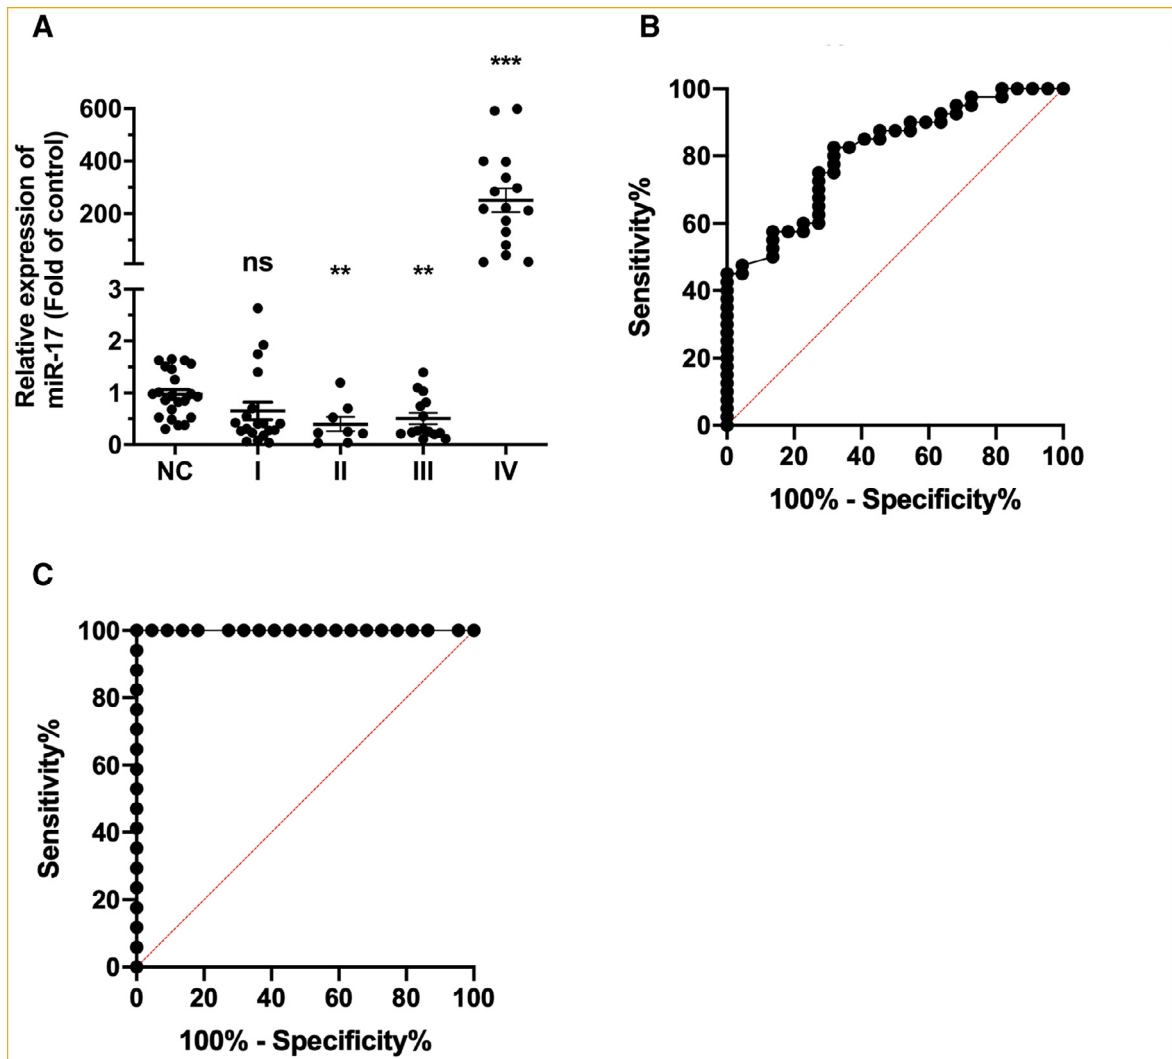 A
Relative expression of
miR-17 (Fold of control)
600
400
200
3
2
1
0
ns
**
**
***
NC I II III IV
B
Sensitivity%
100
80
60
40
20
0
0 20 40 60 80 100
100% - Specificity%
C
Sensitivity%
100
80
60
40
20
0
0 20 40 60 80 100
100% - Specificity%